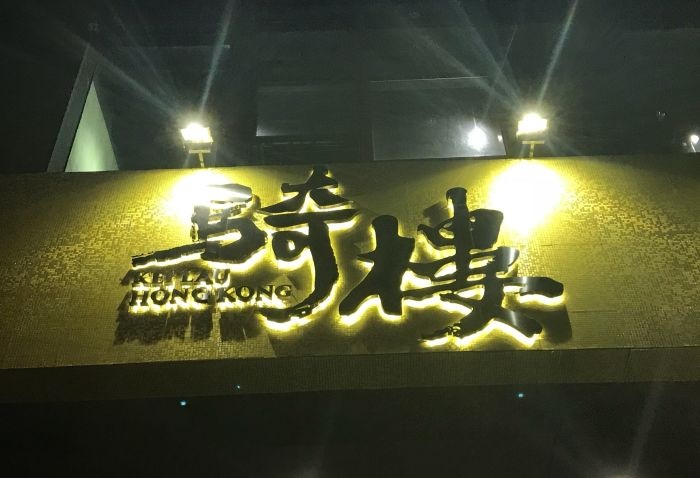 騎樓
KEI LAU
HONG KONG